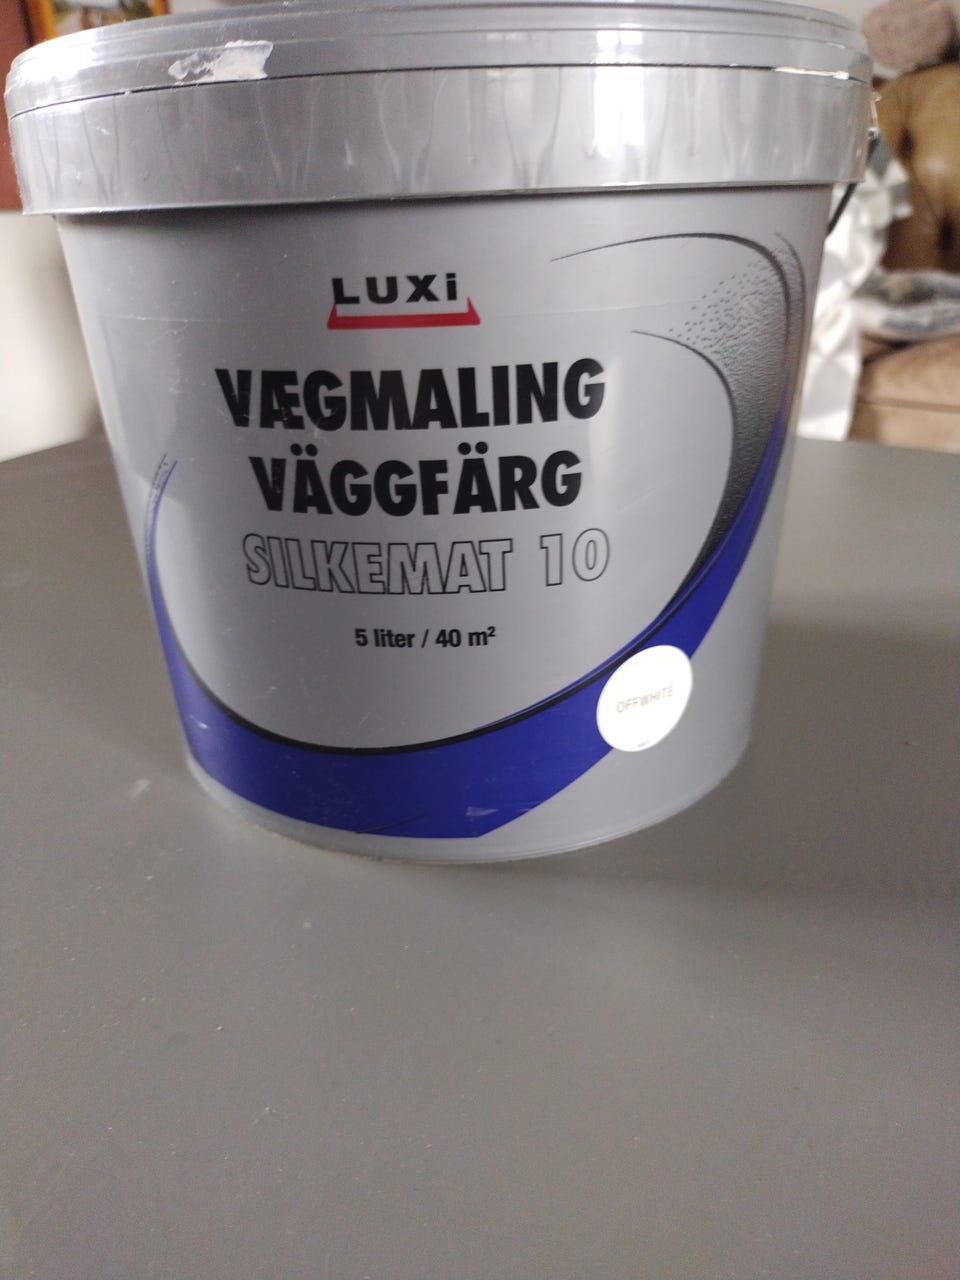 LUXi
VÆGMALING
VÄGGFÄRG
SILKEMAT 10
5 liter / 40 m²
OFFWHITE